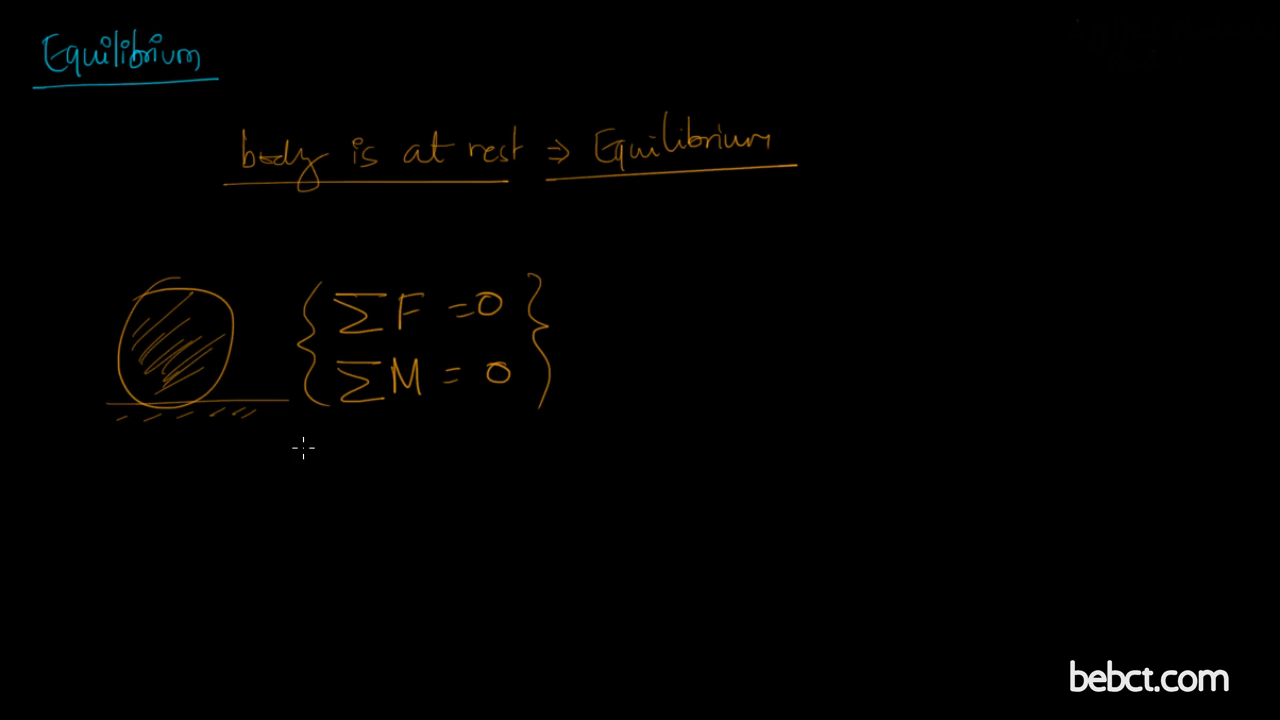 Equilibrium
body is at rest ⇒ Equilibrium
{ ΣF = 0
ΣM = 0 }
bebct.com